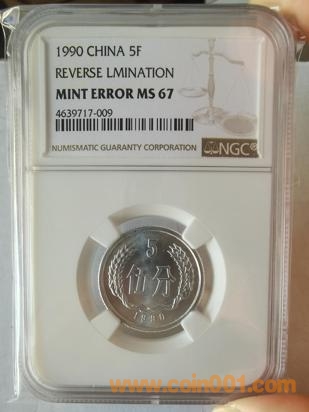 1990 CHINA 5F
REVERSE LMINATION
MINT ERROR MS 67
4639717-009
NUMISMATIC GUARANTY CORPORATION
NGC®
5
伍分
1990
www.coin001.com